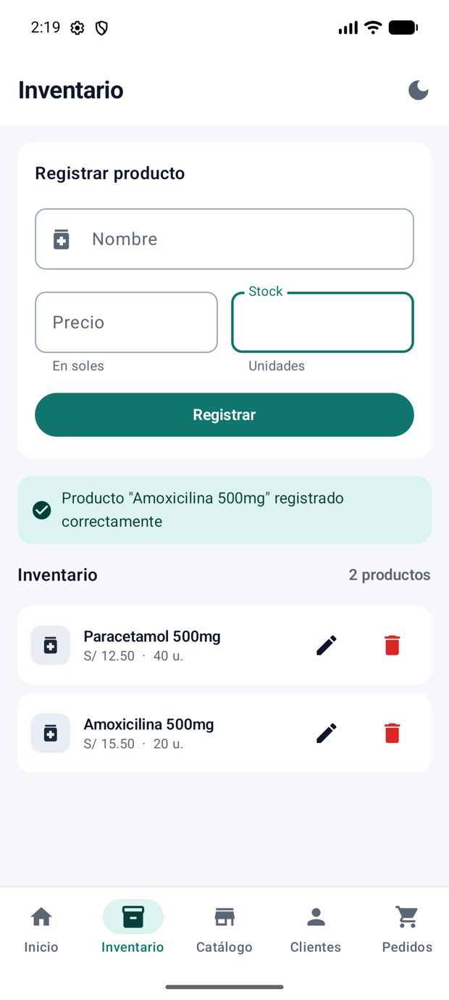 2:19
Inventario
Registrar producto
Nombre
Precio
Stock
En soles
Unidades
Registrar
Producto "Amoxicilina 500mg" registrado
correctamente
Inventario
2 productos
Paracetamol 500mg
S/ 12.50 · 40 u.
Amoxicilina 500mg
S/ 15.50 · 20 u.
Inicio
Inventario
Catálogo
Clientes
Pedidos